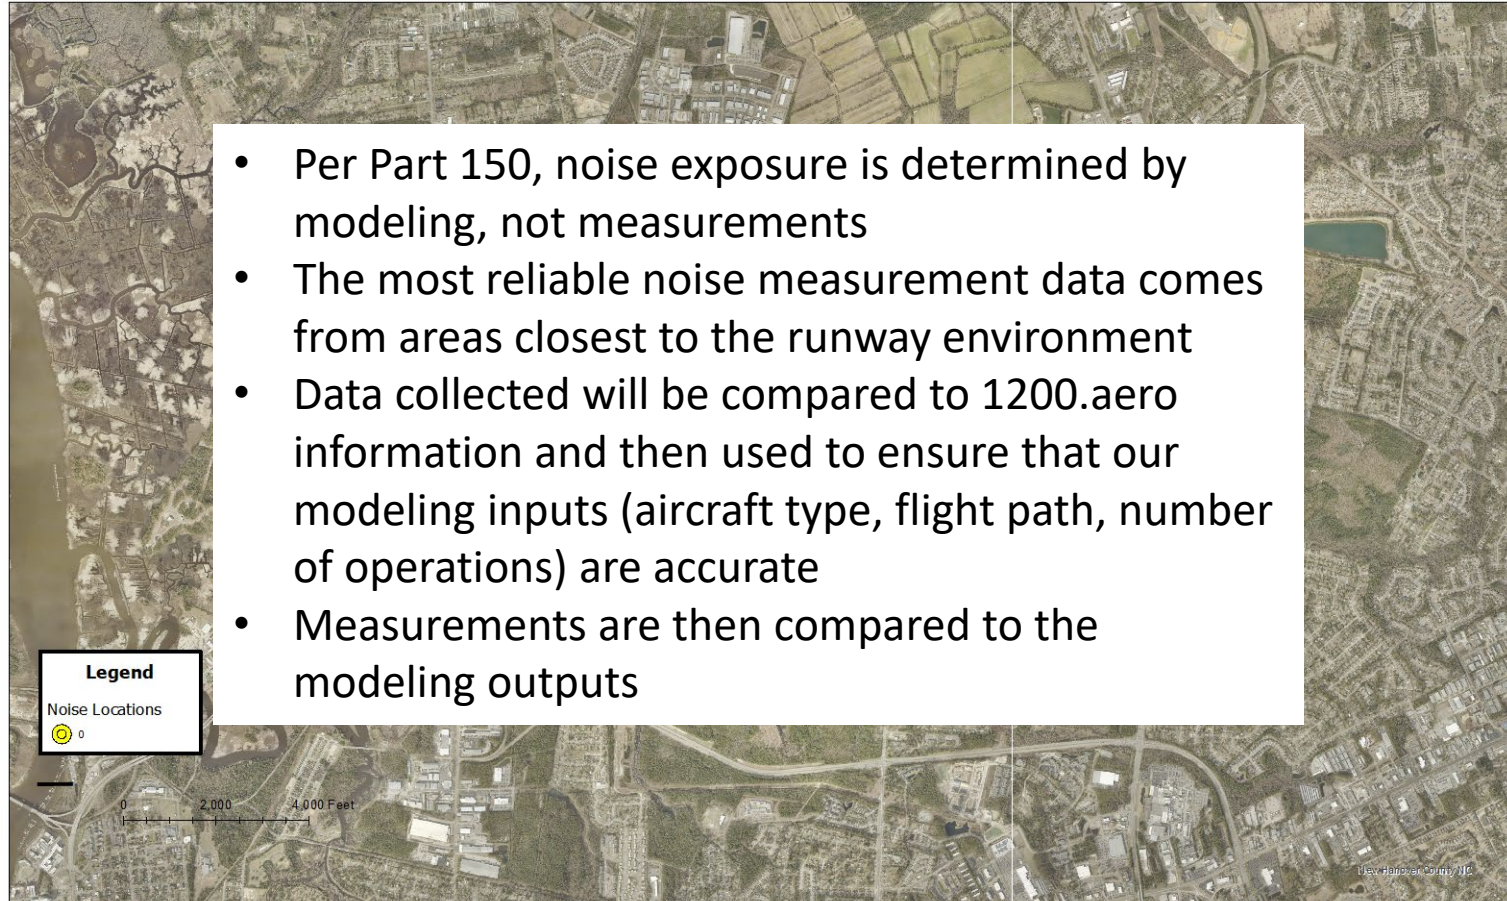 • Per Part 150, noise exposure is determined by
modeling, not measurements
• The most reliable noise measurement data comes
from areas closest to the runway environment
• Data collected will be compared to 1200.aero
information and then used to ensure that our
modeling inputs (aircraft type, flight path, number
of operations) are accurate
• Measurements are then compared to the
modeling outputs
Legend
Noise Locations
0
0 2,000 4,000 Feet
New Hanover County, NC